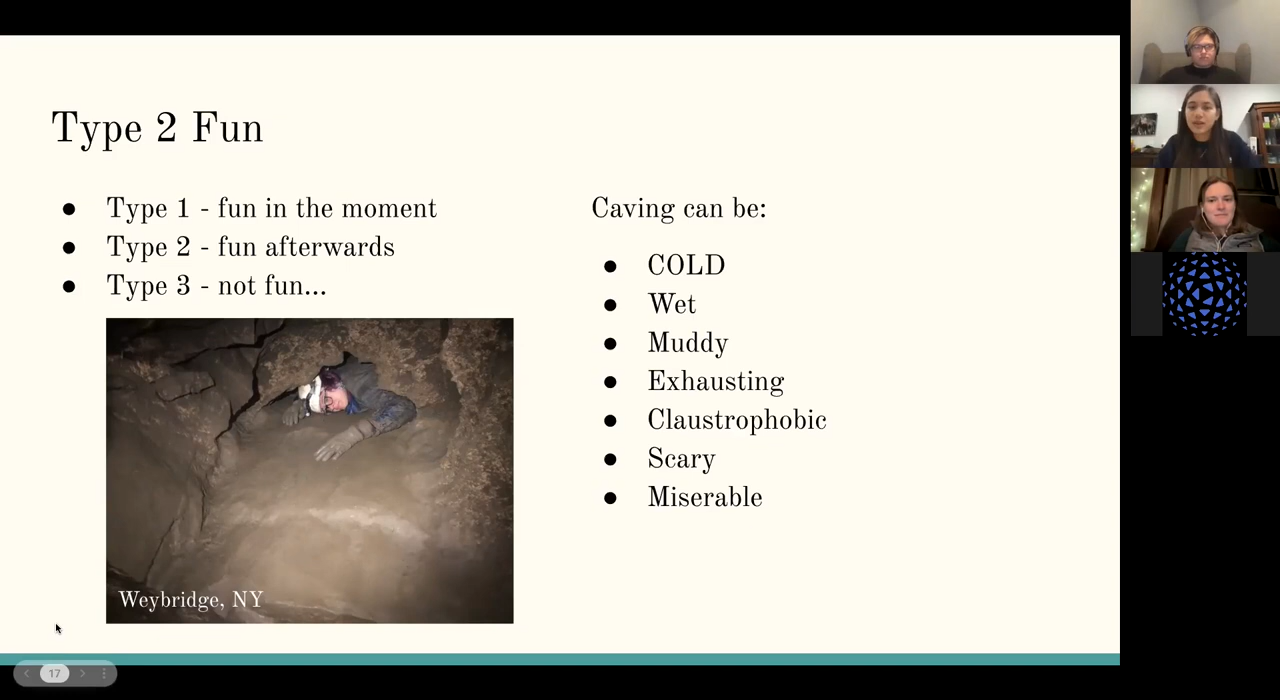 Type 2 Fun
● Type 1 - fun in the moment
● Type 2 - fun afterwards
● Type 3 - not fun...
Weybridge, NY
Caving can be:
● COLD
● Wet
● Muddy
● Exhausting
● Claustrophobic
● Scary
● Miserable
17